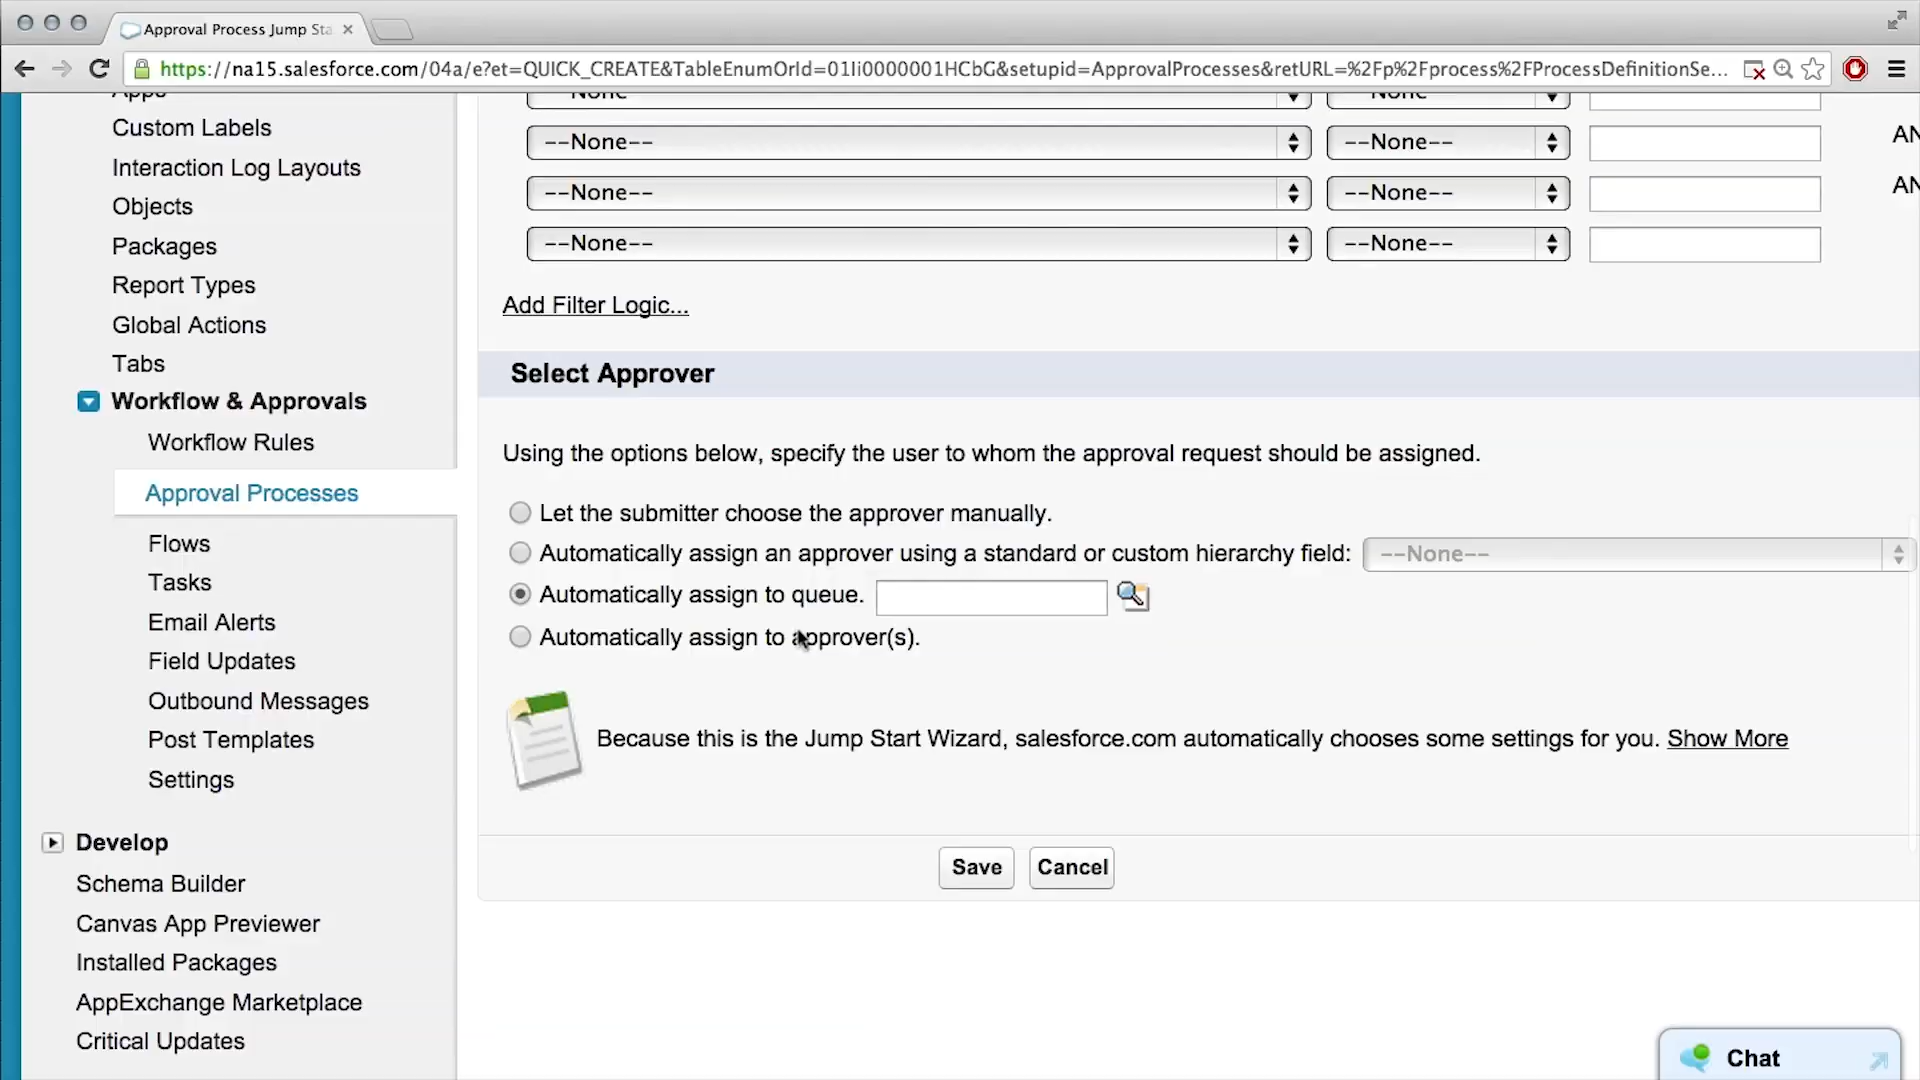 Approval Process Jump Sta
https://na15.salesforce.com/04a/e?et=QUICK_CREATE&TableEnumOrId=01Ii0000001HCbG&setupid=ApprovalProcesses&retURL=%2Fp%2Fprocess%2FProcessDefinitionSe...
Apps
--None-- --None--
Custom Labels
--None-- --None-- AN
Interaction Log Layouts
--None-- --None-- AN
Objects
--None-- --None--
Packages
Report Types
Add Filter Logic...
Global Actions
Tabs
Select Approver
Workflow & Approvals
Workflow Rules
Using the options below, specify the user to whom the approval request should be assigned.
Approval Processes
Let the submitter choose the approver manually.
Flows
Automatically assign an approver using a standard or custom hierarchy field: --None--
Tasks
Automatically assign to queue.
Email Alerts
Automatically assign to approver(s).
Field Updates
Outbound Messages
Because this is the Jump Start Wizard, salesforce.com automatically chooses some settings for you. Show More
Post Templates
Settings
Develop
Save Cancel
Schema Builder
Canvas App Previewer
Installed Packages
AppExchange Marketplace
Critical Updates
Chat